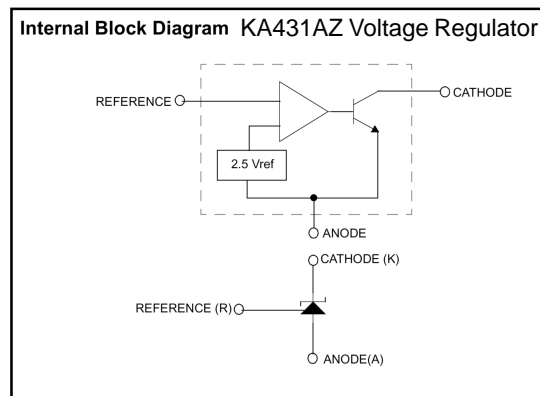 Internal Block Diagram KA431AZ Voltage Regulator
REFERENCE
CATHODE
2.5 Vref
ANODE
CATHODE (K)
REFERENCE (R)
ANODE(A)